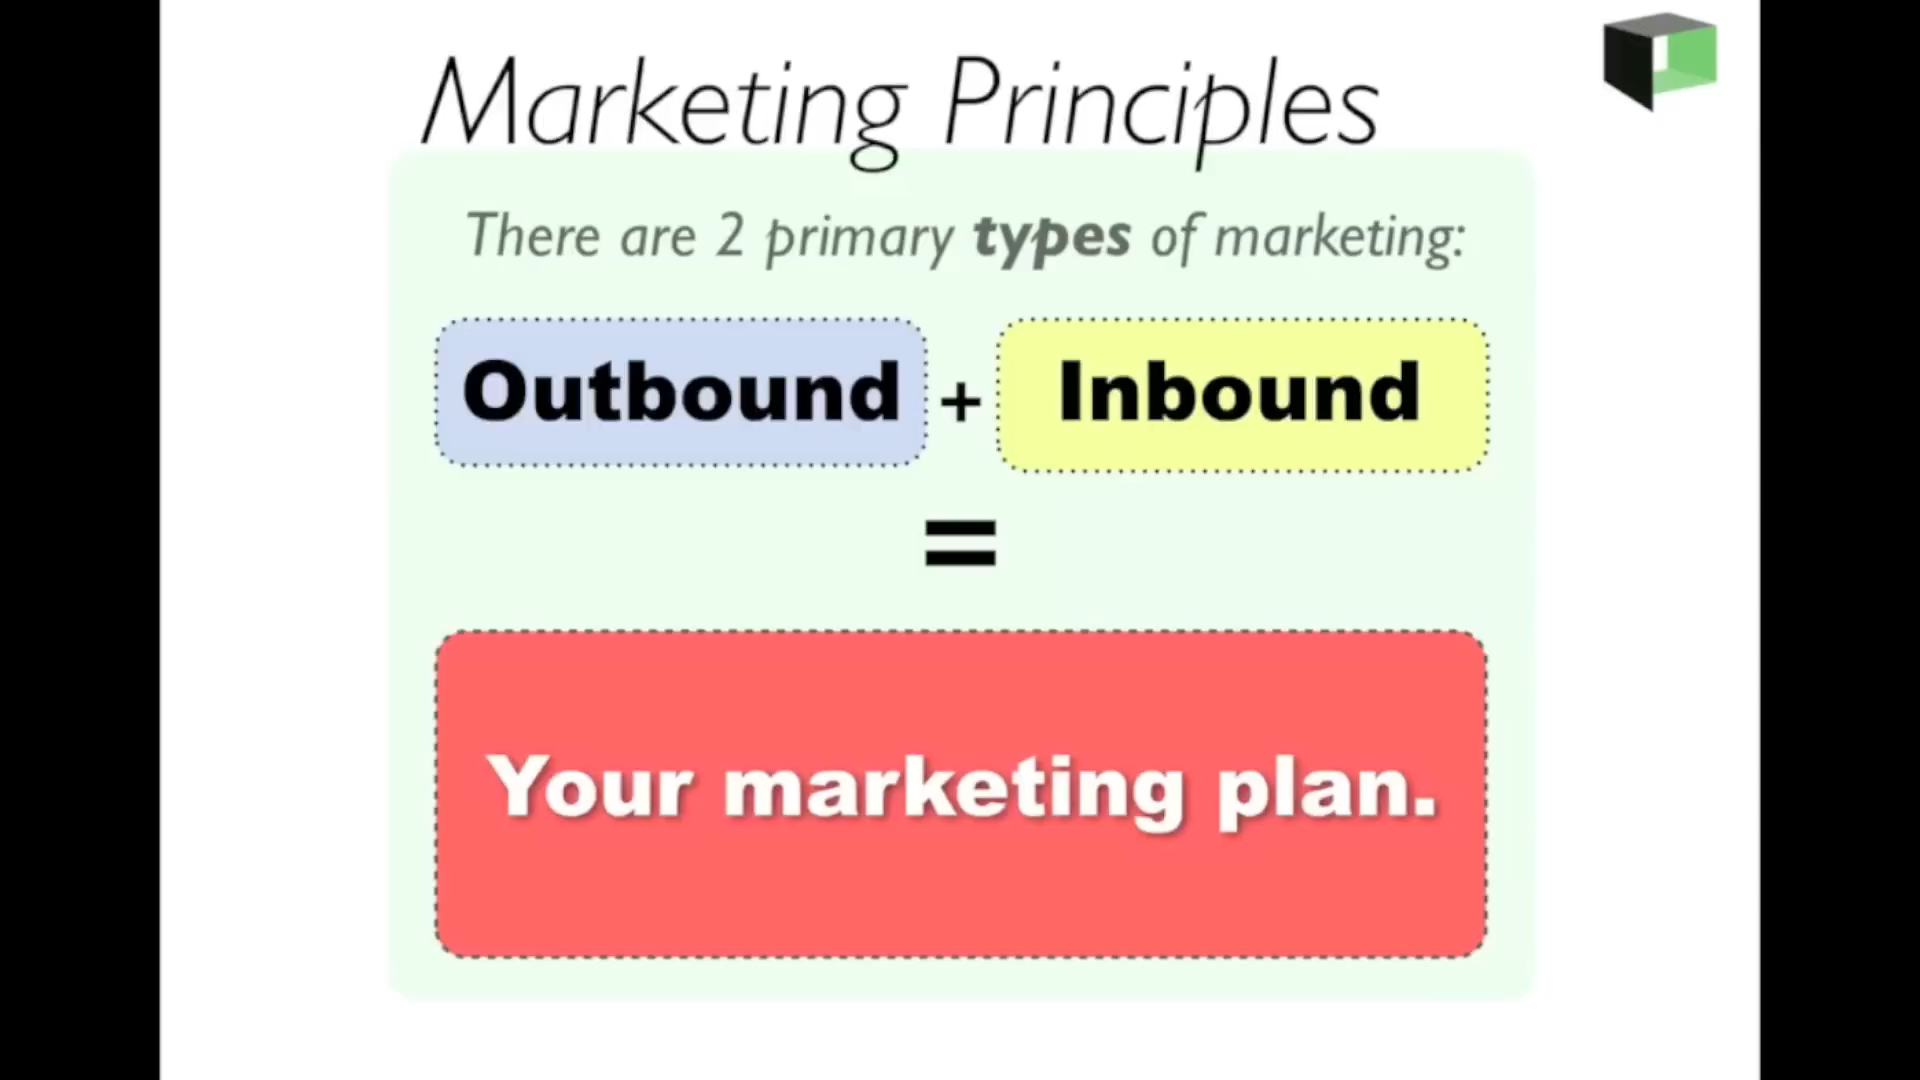 Marketing Principles
There are 2 primary types of marketing:
Outbound + Inbound
=
Your marketing plan.